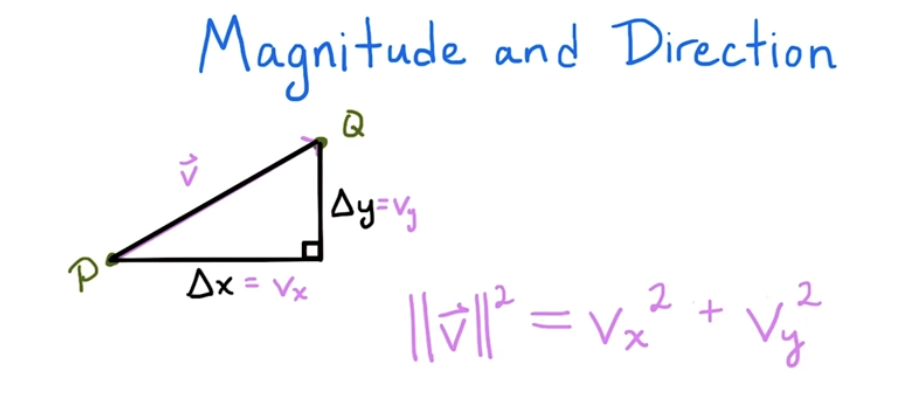 Magnitude and Direction
Q
v⃗
Δy=vy
P
Δx = vx
||v⃗||² = vx² + vy²